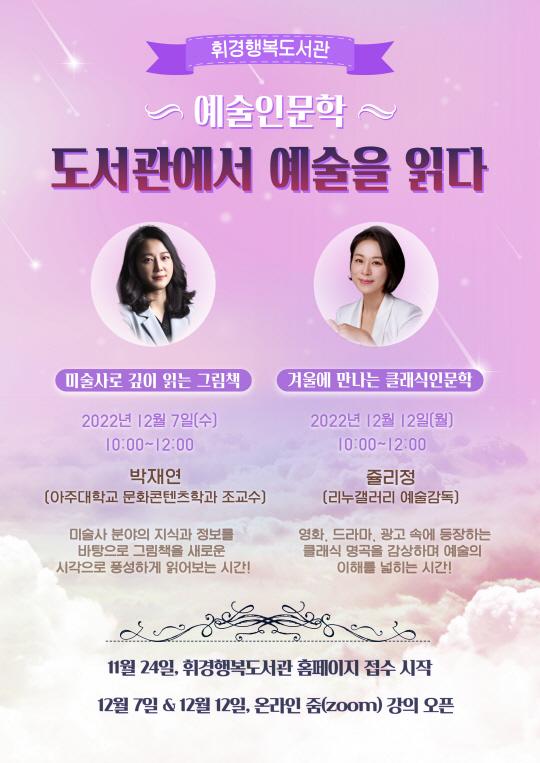 휘경행복도서관
예술인문학
도서관에서 예술을 읽다
미술사로 깊이 읽는 그림책
2022년 12월 7일(수)
10:00~12:00
박재연
(아주대학교 문화콘텐츠학과 조교수)
미술사 분야의 지식과 정보를
바탕으로 그림책을 새로운
시각으로 풍성하게 읽어보는 시간!
겨울에 만나는 클래식인문학
2022년 12월 12일(월)
10:00~12:00
쥴리정
(리누갤러리 예술감독)
영화, 드라마, 광고 속에 등장하는
클래식 명곡을 감상하며 예술의
이해를 넓히는 시간!
11월 24일, 휘경행복도서관 홈페이지 접수 시작
12월 7일 & 12월 12일, 온라인 줌(zoom) 강의 오픈